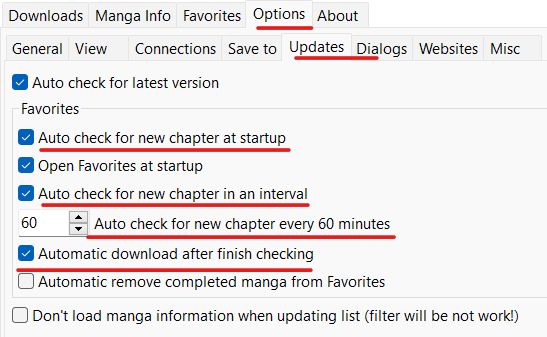 Downloads Manga Info Favorites Options About
General View Connections Save to Updates Dialogs Websites Misc
Auto check for latest version
Favorites
Auto check for new chapter at startup
Open Favorites at startup
Auto check for new chapter in an interval
60 Auto check for new chapter every 60 minutes
Automatic download after finish checking
Automatic remove completed manga from Favorites
Don't load manga information when updating list (filter will be not work!)